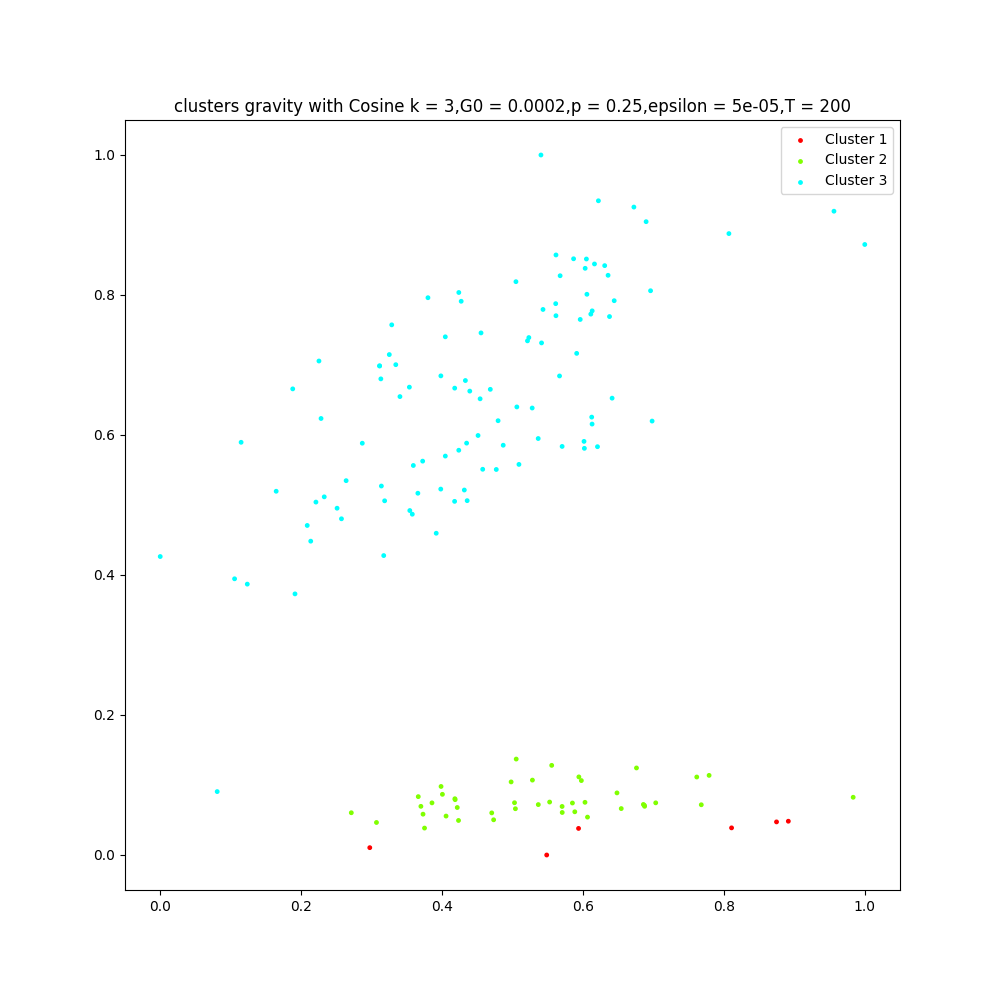 clusters gravity with Cosine k = 3,G0 = 0.0002,p = 0.25,epsilon = 5e-05,T = 200
Cluster 1
Cluster 2
Cluster 3
1.0
0.8
0.6
0.4
0.2
0.0
0.0 0.2 0.4 0.6 0.8 1.0